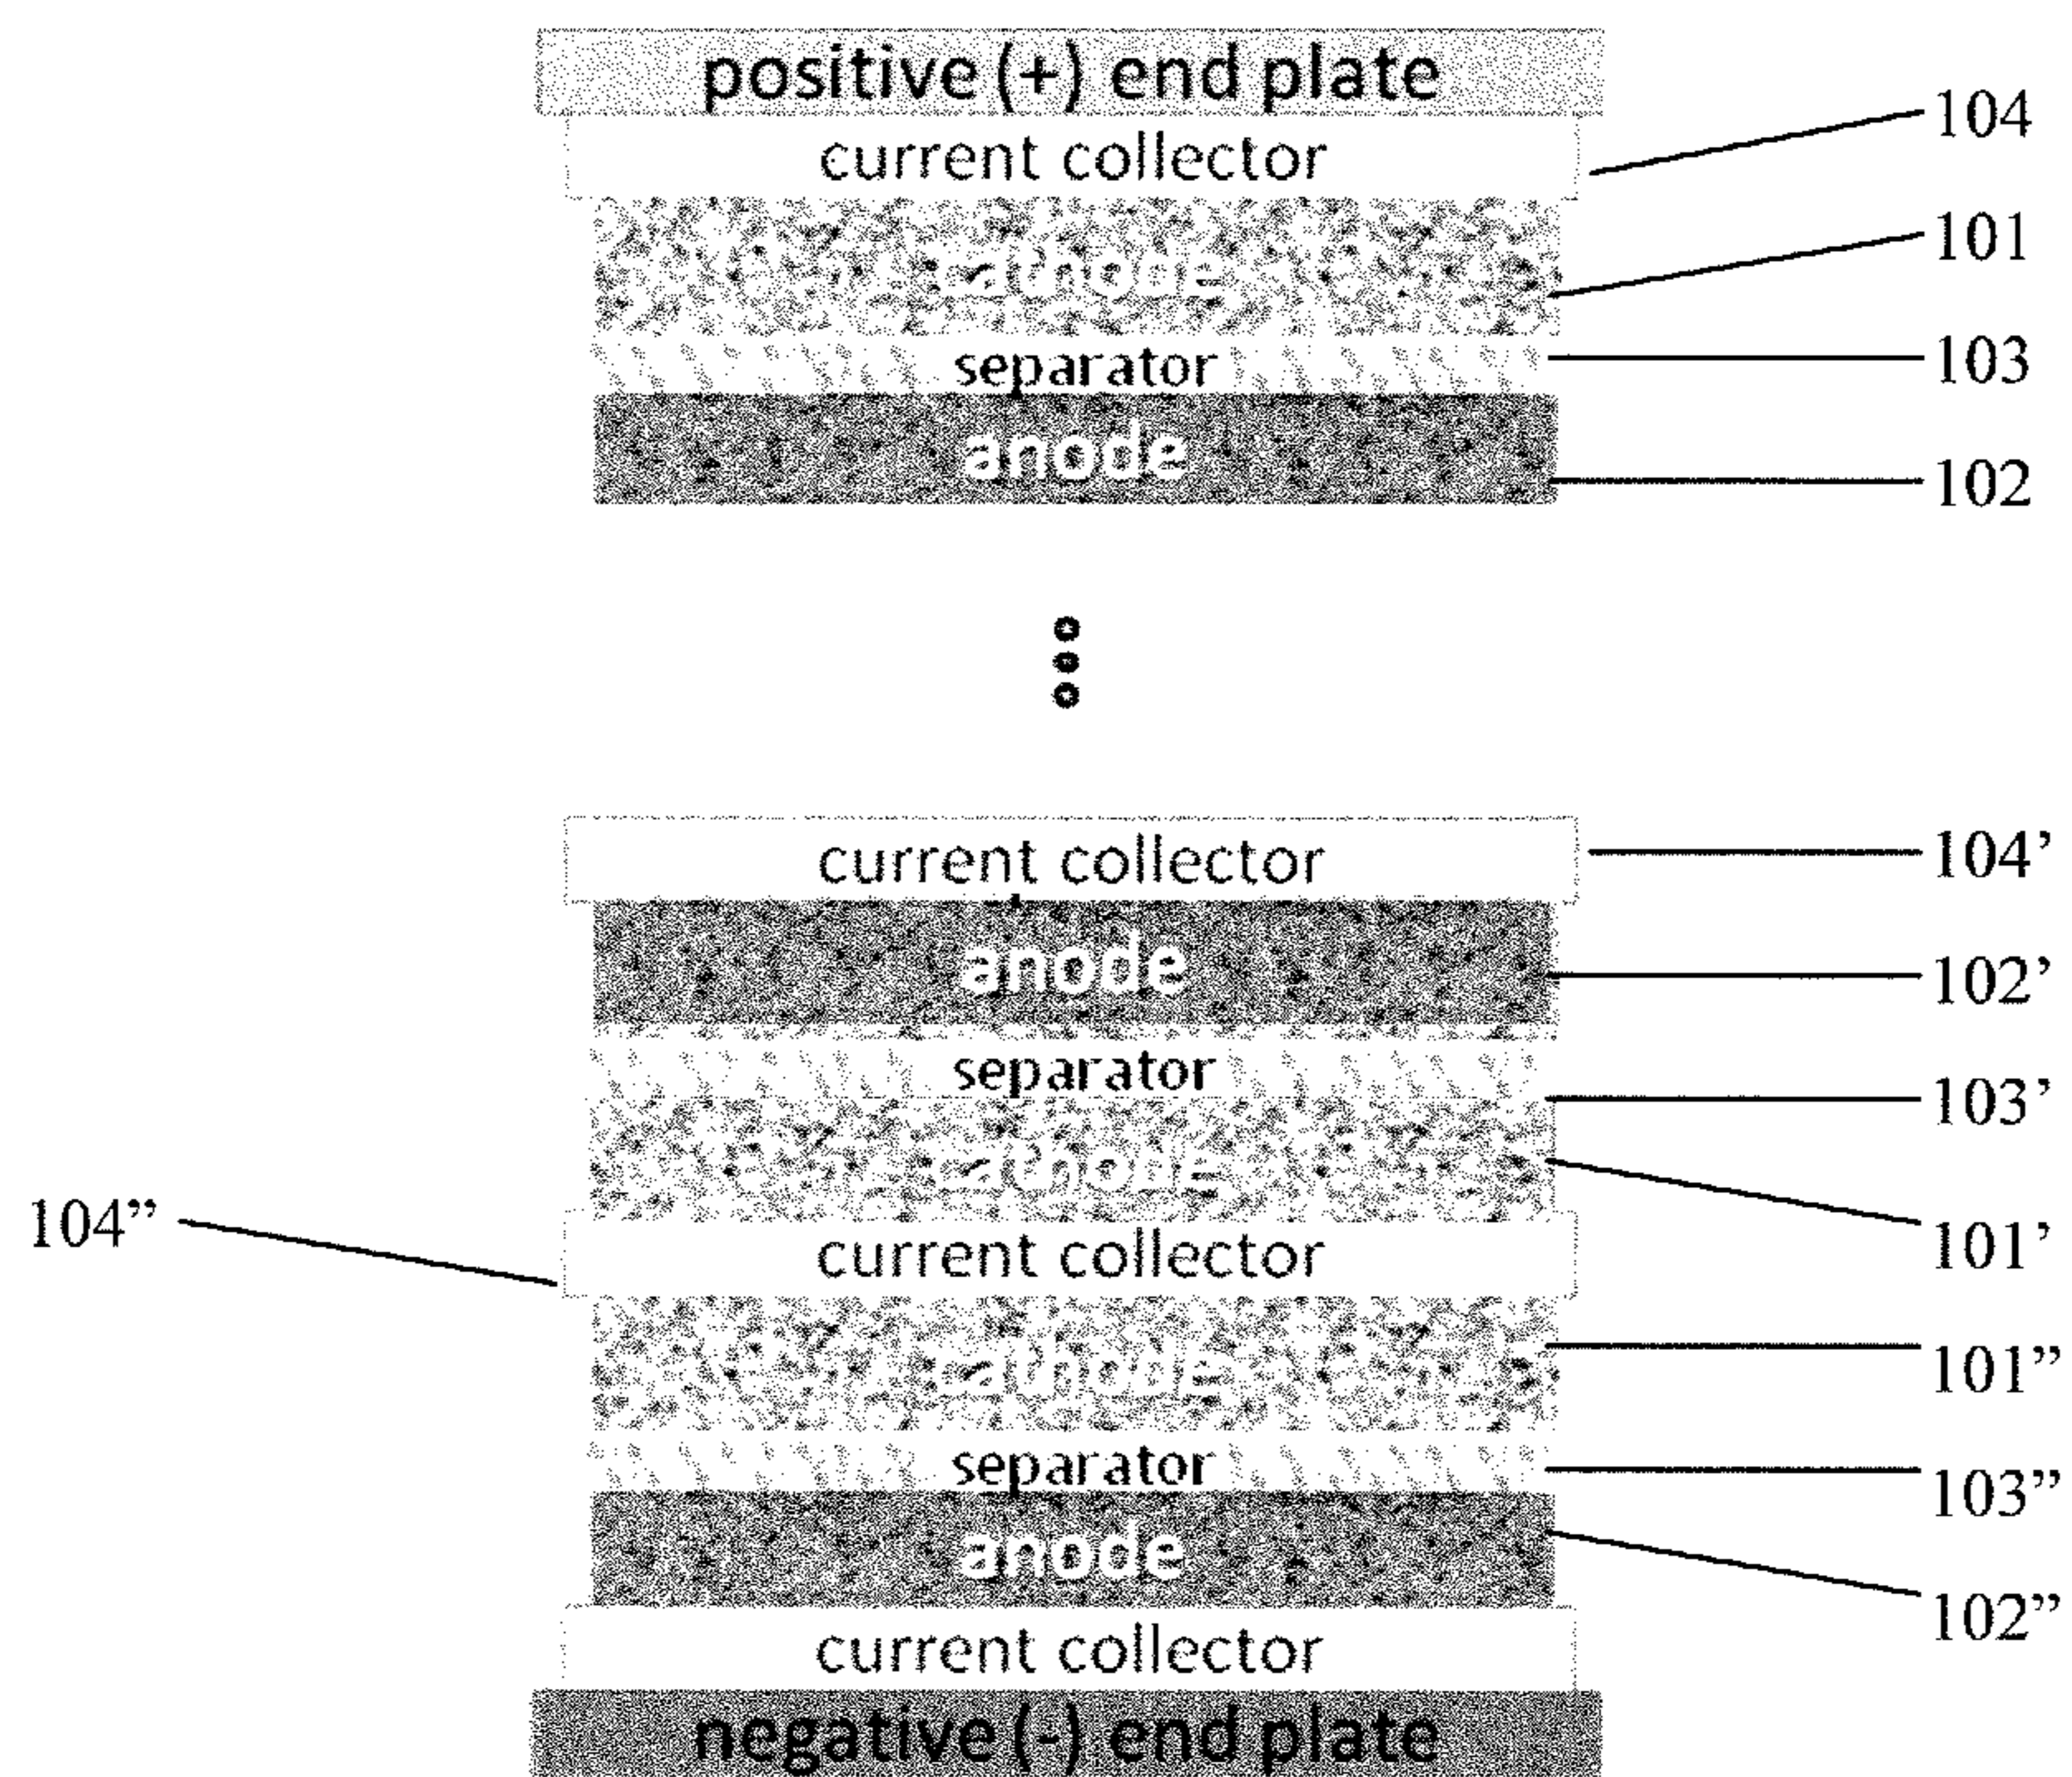 positive (+) end plate
104
current collector
101
cathode
103
separator
anode
102
current collector
104’
anode
102’
separator
103’
cathode
104”
101’
current collector
cathode
101”
separator
103”
anode
102”
current collector
negative (-) end plate